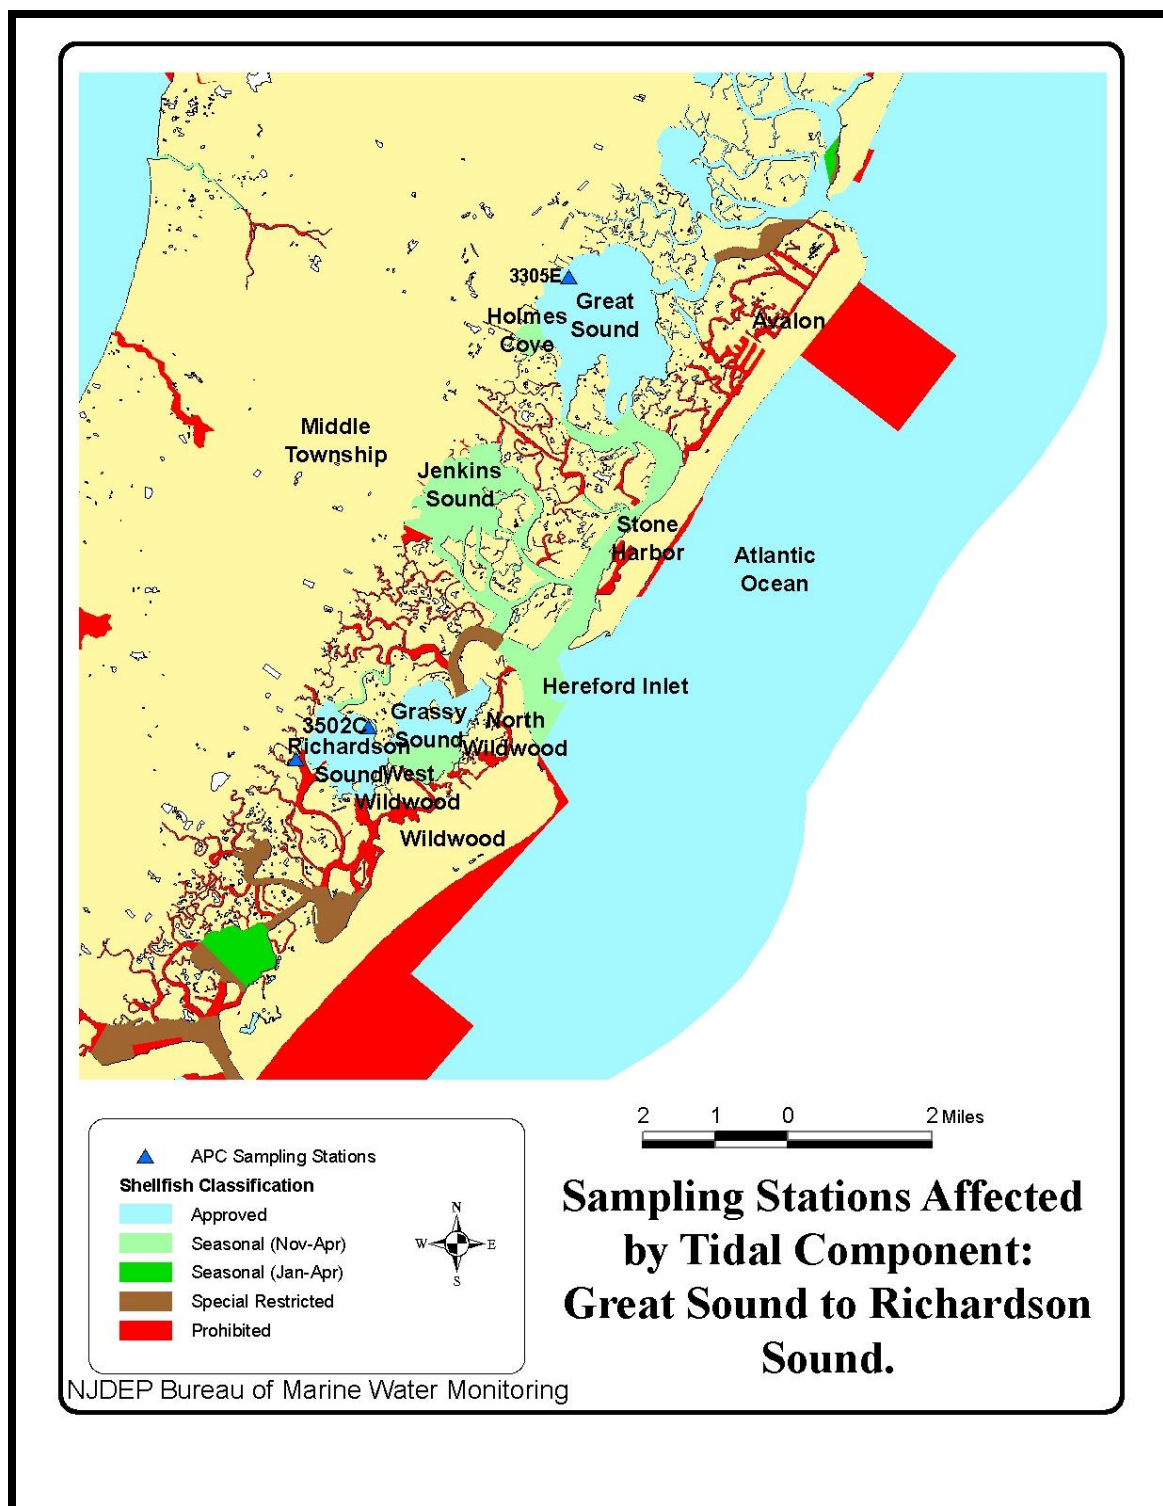 3305E
Great
Sound
Holmes
Cove
Avalon
Middle
Township
Jenkins
Sound
Stone
Harbor
Atlantic
Ocean
Hereford Inlet
Grassy
Sound
North
Wildwood
3502C
Richardson
Sound
West
Wildwood
Wildwood
2 1 0 2 Miles
APC Sampling Stations
Shellfish Classification
Approved
Seasonal (Nov-Apr)
Seasonal (Jan-Apr)
Special Restricted
Prohibited
N
W E
S
Sampling Stations Affected
by Tidal Component:
Great Sound to Richardson
Sound.
NJDEP Bureau of Marine Water Monitoring